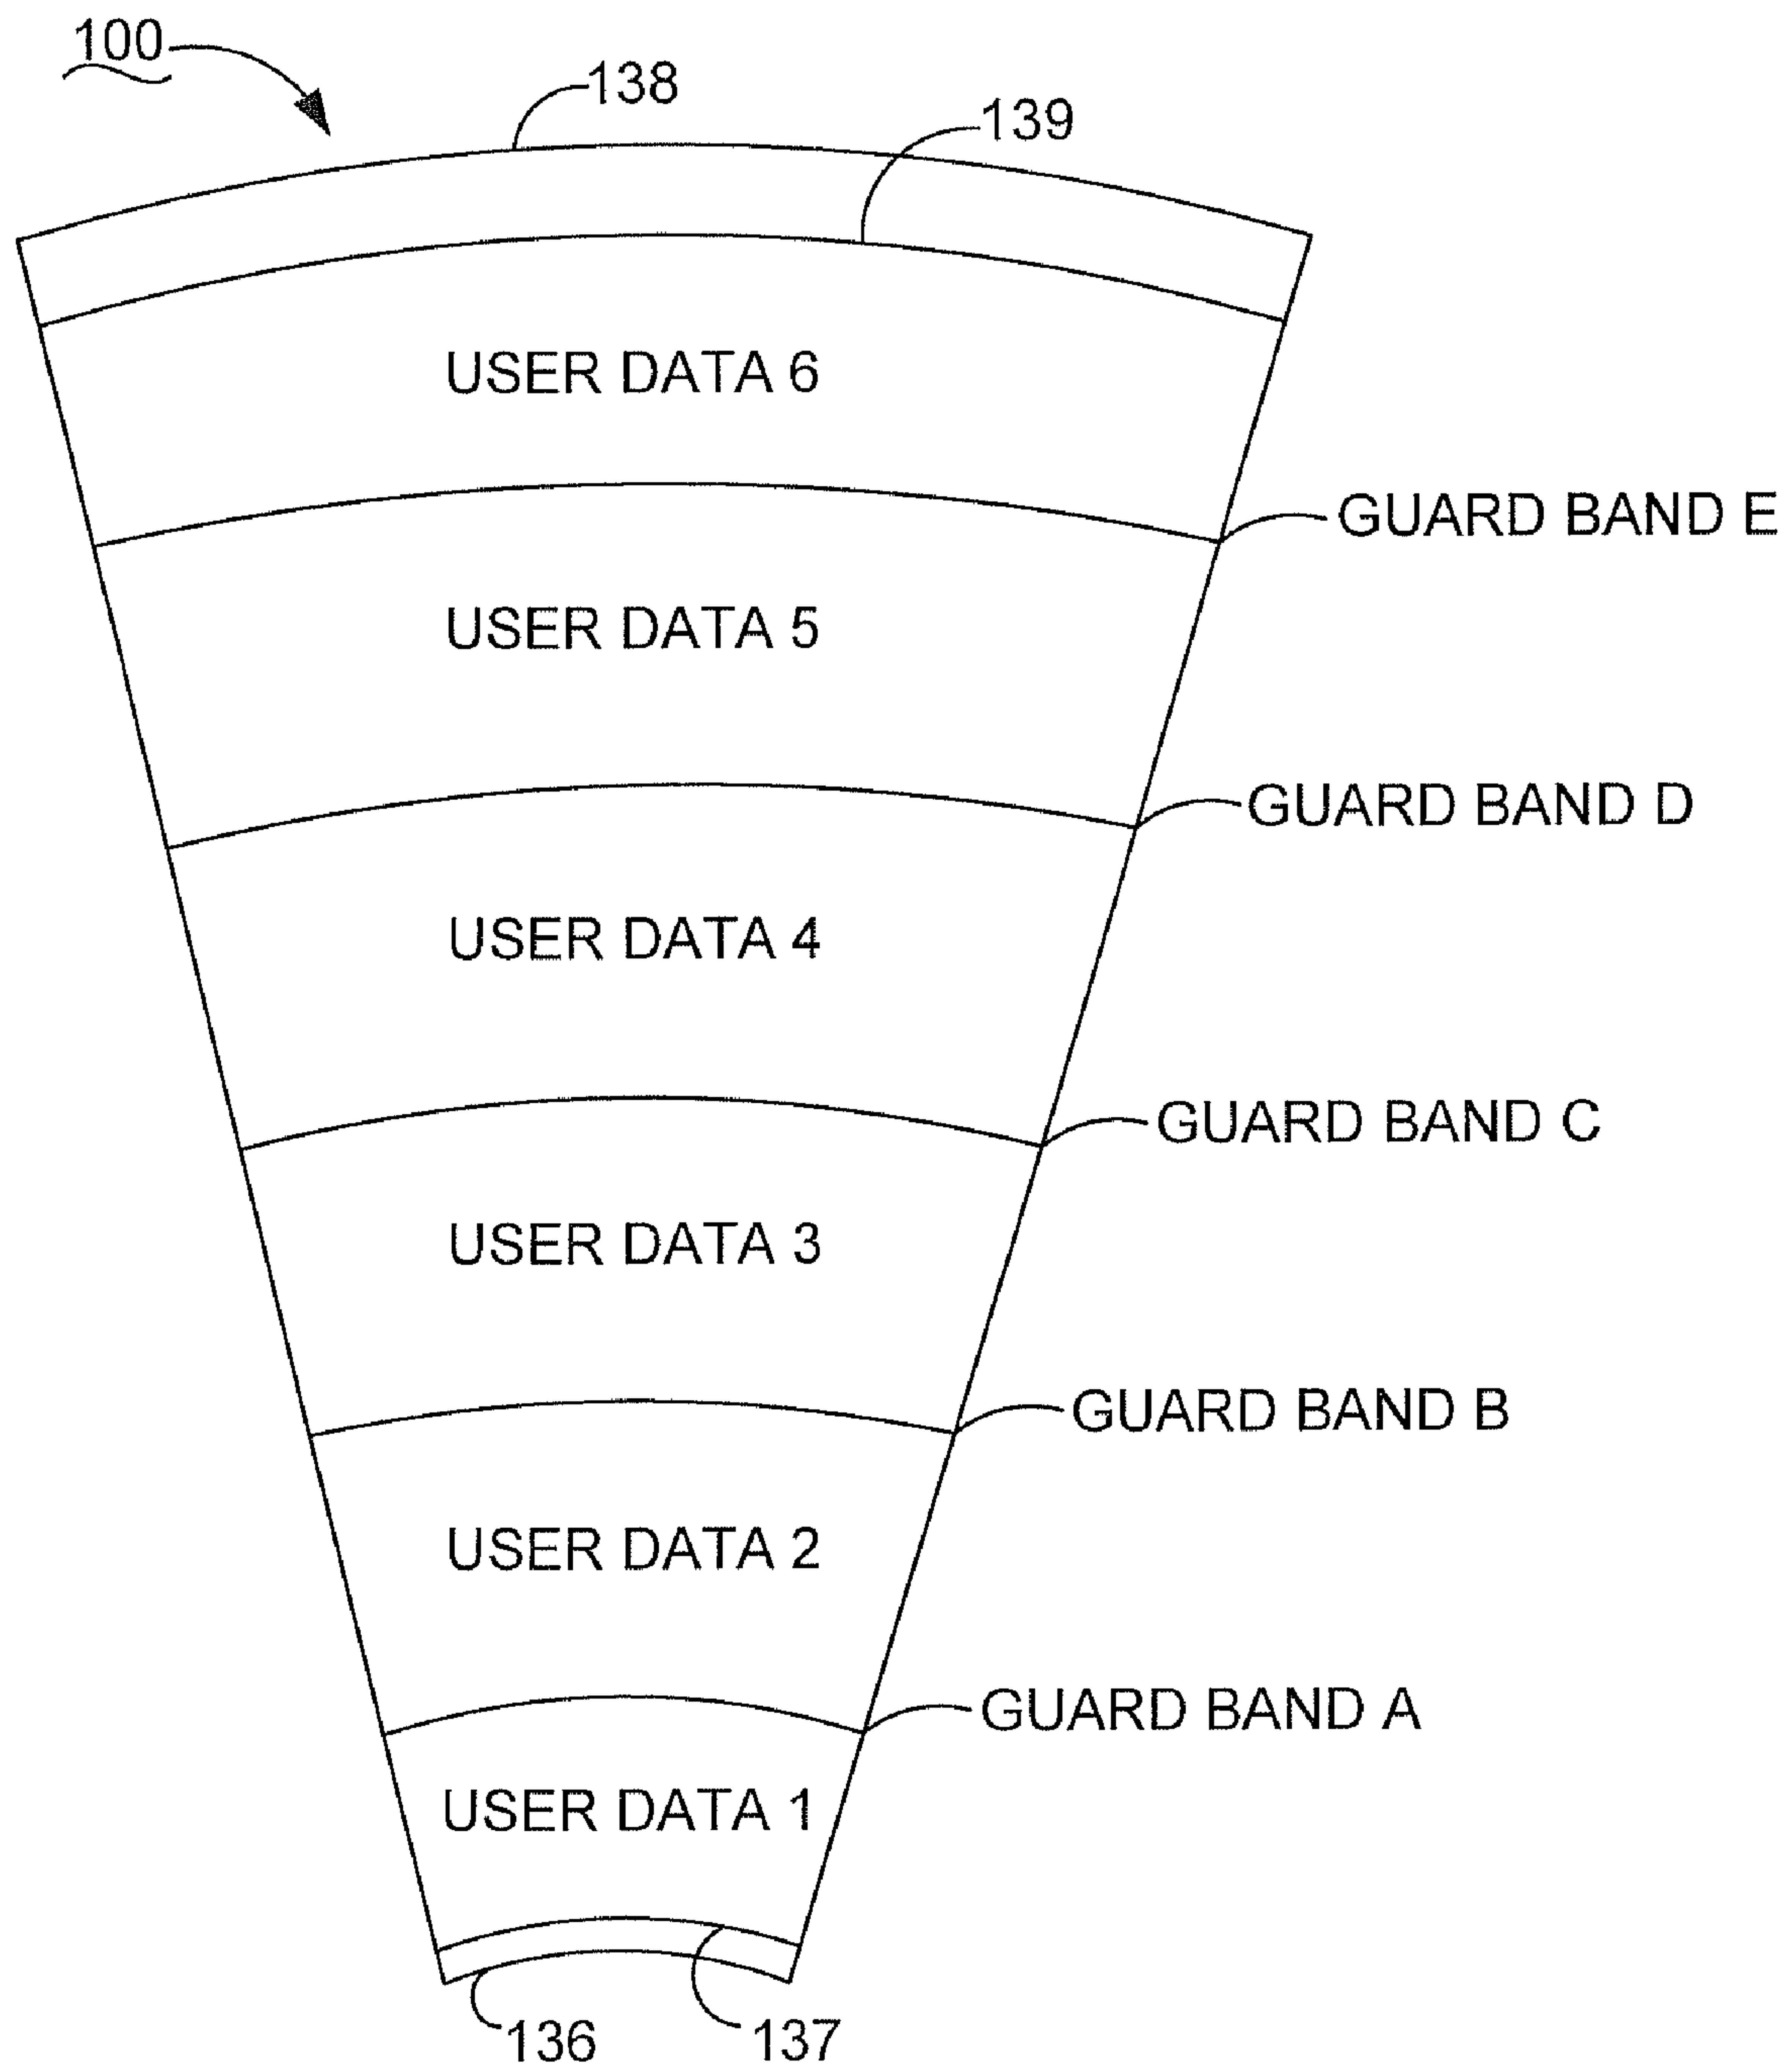 100
138
139
USER DATA 6
GUARD BAND E
USER DATA 5
GUARD BAND D
USER DATA 4
GUARD BAND C
USER DATA 3
GUARD BAND B
USER DATA 2
GUARD BAND A
USER DATA 1
136
137